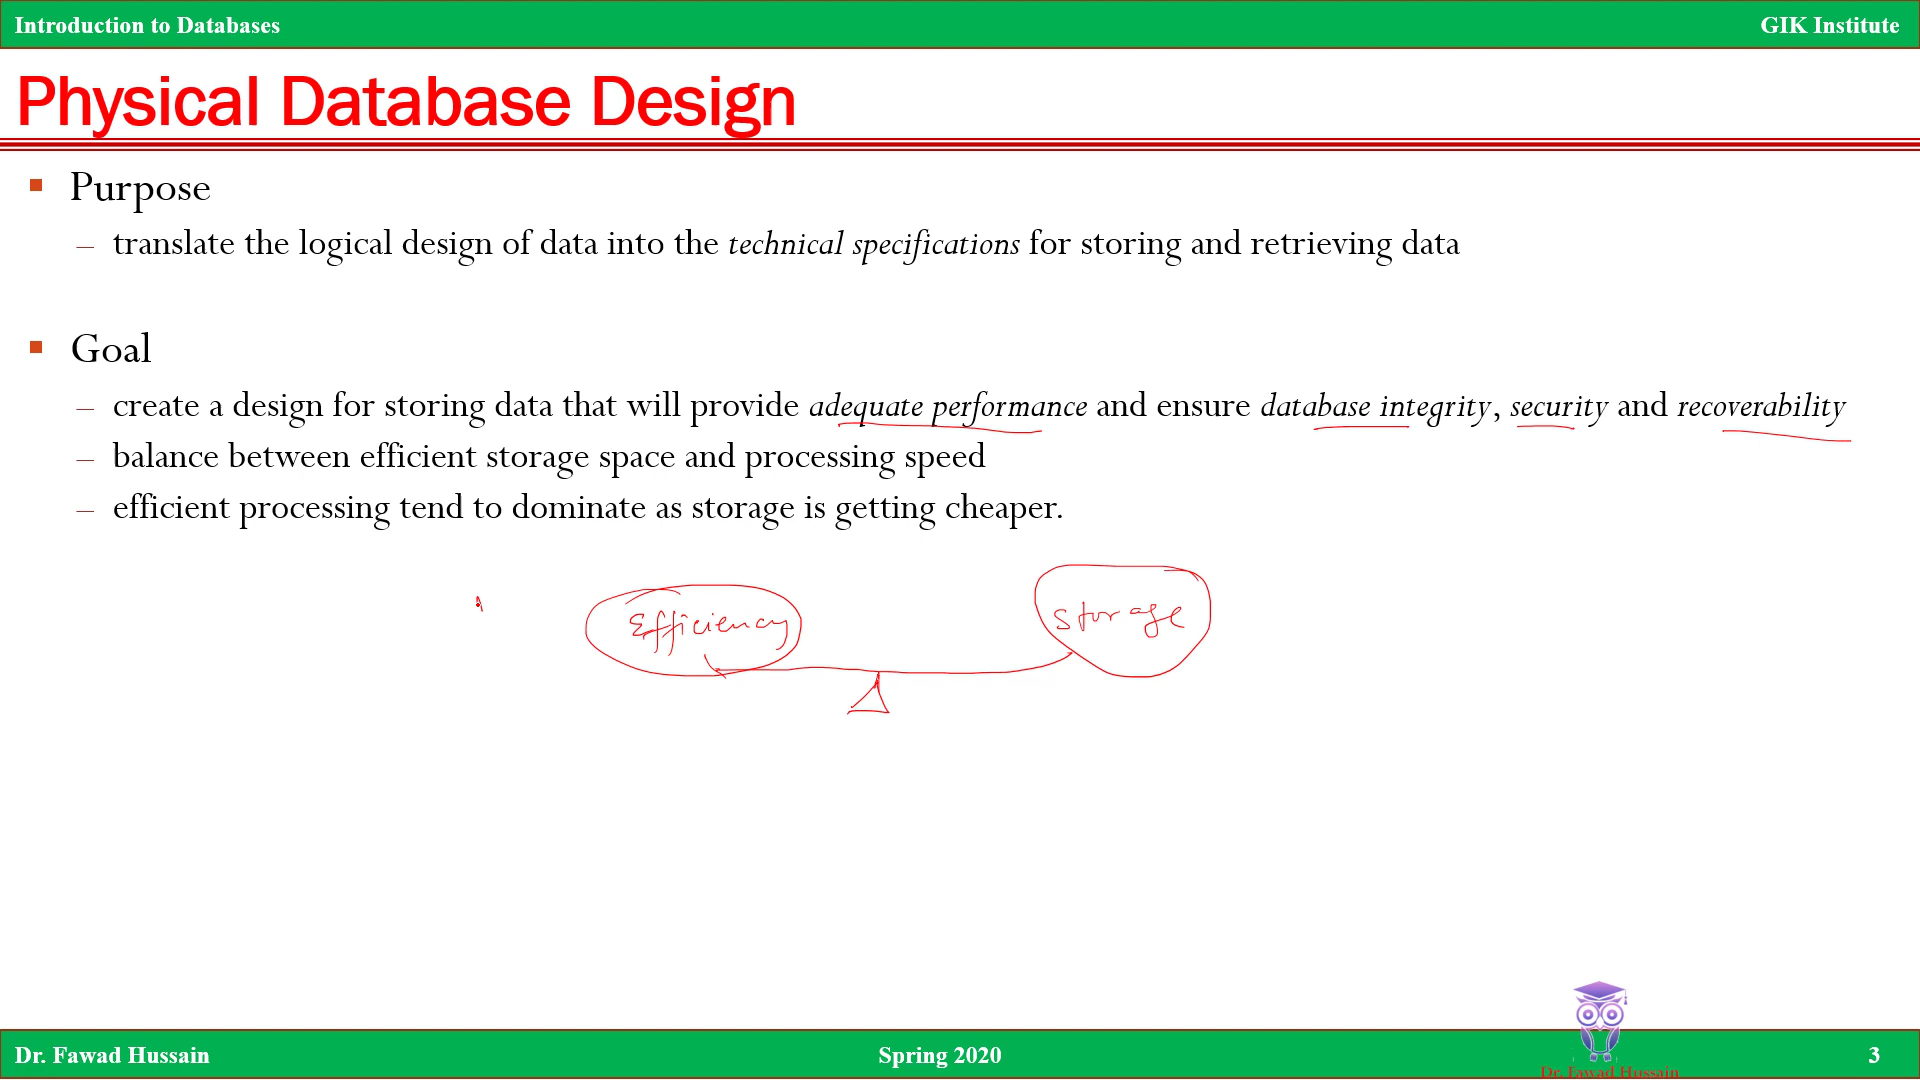 Introduction to Databases GIK Institute
Physical Database Design
Purpose
– translate the logical design of data into the technical specifications for storing and retrieving data
Goal
– create a design for storing data that will provide adequate performance and ensure database integrity, security and recoverability
– balance between efficient storage space and processing speed
– efficient processing tend to dominate as storage is getting cheaper.
Efficiency
Storage
Dr. Fawad Hussain Spring 2020 3
Dr. Fawad Hussain